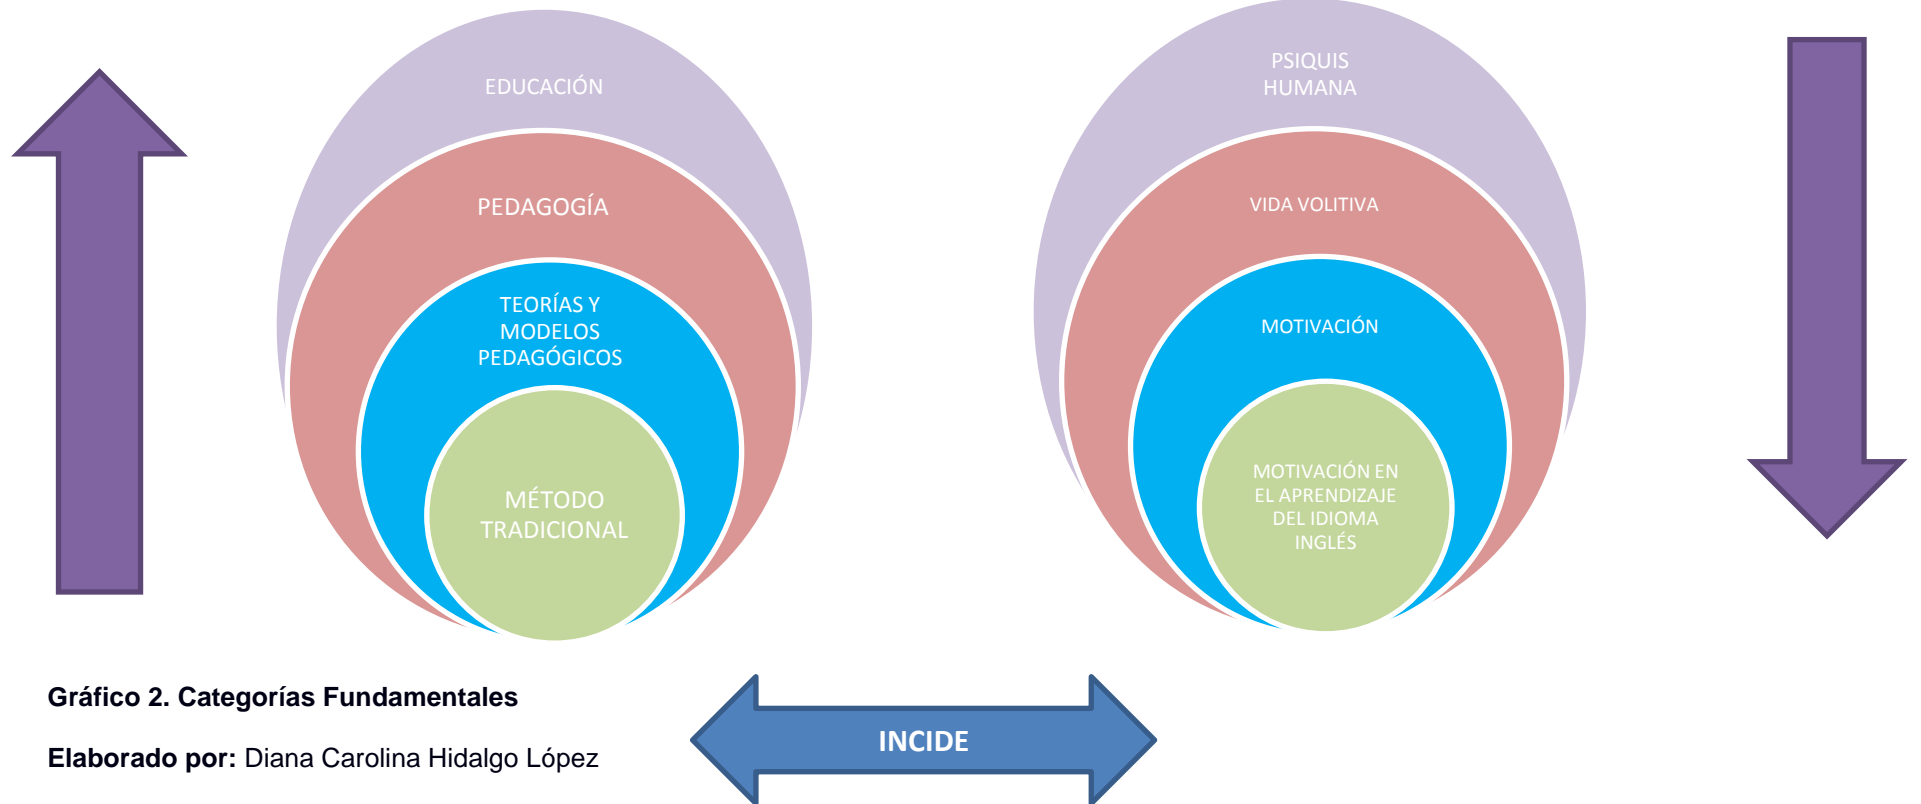 EDUCACIÓN
PEDAGOGÍA
TEORÍAS Y
MODELOS
PEDAGÓGICOS
MÉTODO
TRADICIONAL
PSIQUIS
HUMANA
VIDA VOLITIVA
MOTIVACIÓN
MOTIVACIÓN EN
EL APRENDIZAJE
DEL IDIOMA
INGLÉS
Gráfico 2. Categorías Fundamentales
Elaborado por: Diana Carolina Hidalgo López
INCIDE